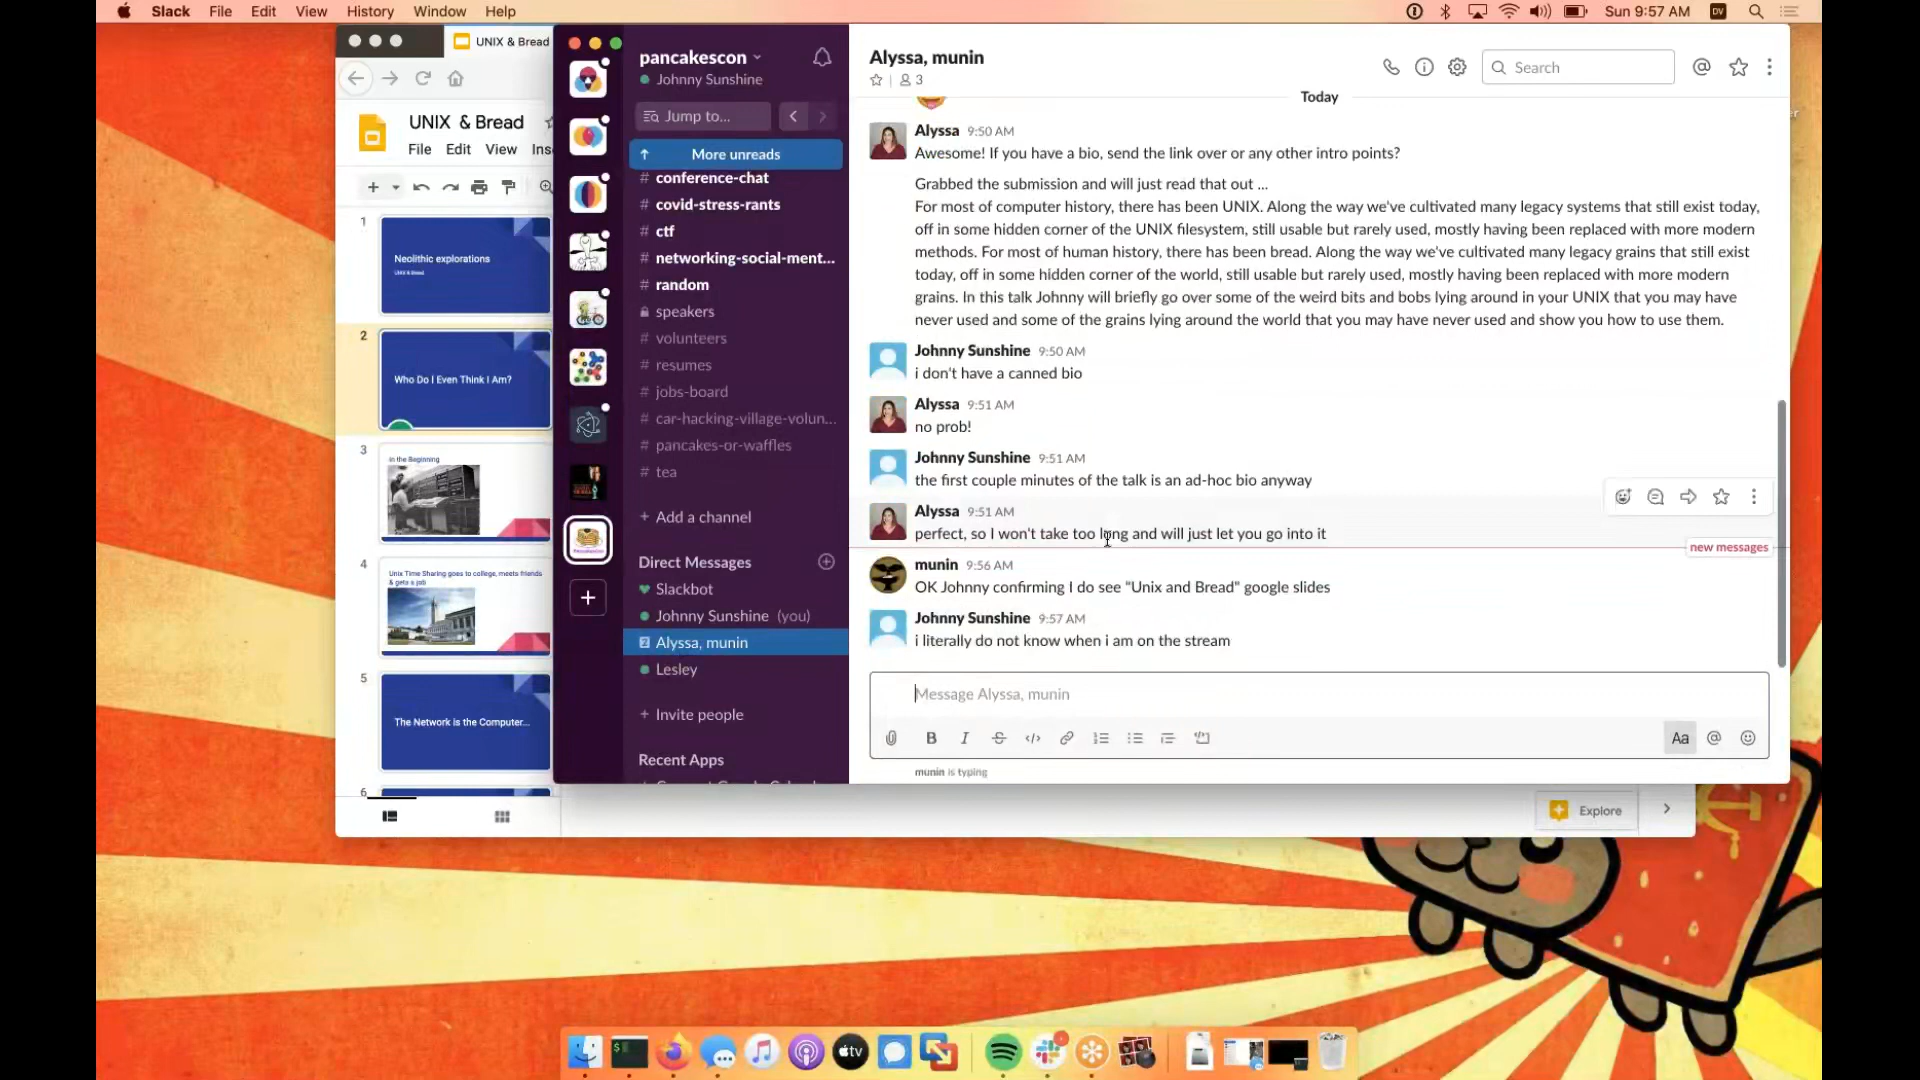 Slack File Edit View History Window Help
Sun 9:57 AM DV
UNIX & Bread
UNIX & Bread
File Edit View Ins
1
Neolithic explorations
UNIX & Bread
2
Who Do I Even Think I Am?
3
in the Beginning
4
Unix Time Sharing goes to college, meets friends
& gets a job
5
The Network is the Computer...
6
pancakescon
Johnny Sunshine
Jump to...
More unreads
# conference-chat
# covid-stress-rants
# ctf
# networking-social-ment...
# random
speakers
# volunteers
# resumes
# jobs-board
# car-hacking-village-volun...
# pancakes-or-waffles
# tea
+ Add a channel
Direct Messages
Slackbot
Johnny Sunshine (you)
2 Alyssa, munin
Lesley
+ Invite people
Recent Apps
Alyssa, munin
3
Search
Today
Alyssa 9:50 AM
Awesome! If you have a bio, send the link over or any other intro points?
Grabbed the submission and will just read that out ...
For most of computer history, there has been UNIX. Along the way we've cultivated many legacy systems that still exist today,
off in some hidden corner of the UNIX filesystem, still usable but rarely used, mostly having been replaced with more modern
methods. For most of human history, there has been bread. Along the way we've cultivated many legacy grains that still exist
today, off in some hidden corner of the world, still usable but rarely used, mostly having been replaced with more modern
grains. In this talk Johnny will briefly go over some of the weird bits and bobs lying around in your UNIX that you may have
never used and some of the grains lying around the world that you may have never used and show you how to use them.
Johnny Sunshine 9:50 AM
i don't have a canned bio
Alyssa 9:51 AM
no prob!
Johnny Sunshine 9:51 AM
the first couple minutes of the talk is an ad-hoc bio anyway
Alyssa 9:51 AM
perfect, so I won't take too long and will just let you go into it
new messages
munin 9:56 AM
OK Johnny confirming I do see "Unix and Bread" google slides
Johnny Sunshine 9:57 AM
i literally do not know when i am on the stream
Message Alyssa, munin
B I S </> Aa @
munin is typing
Explore
tv